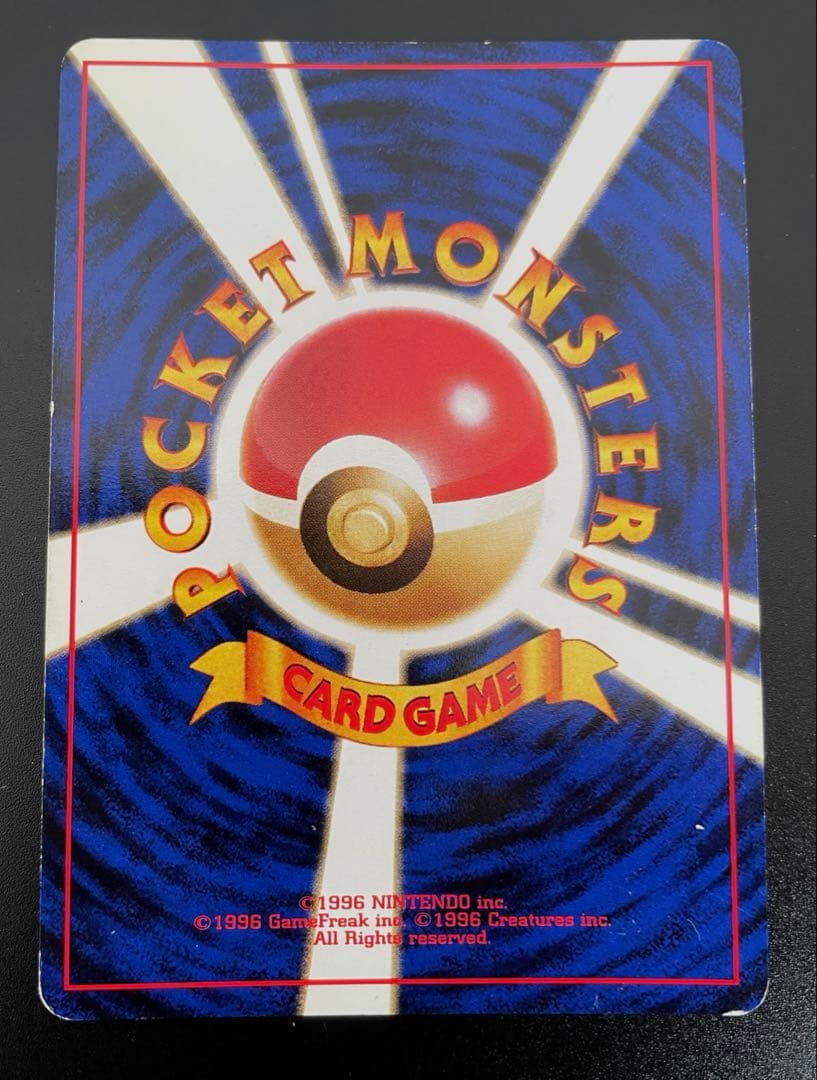 POCKET MONSTERS
CARD GAME
©1996 NINTENDO inc.
©1996 GameFreak inc. ©1996 Creatures inc.
All Rights reserved.